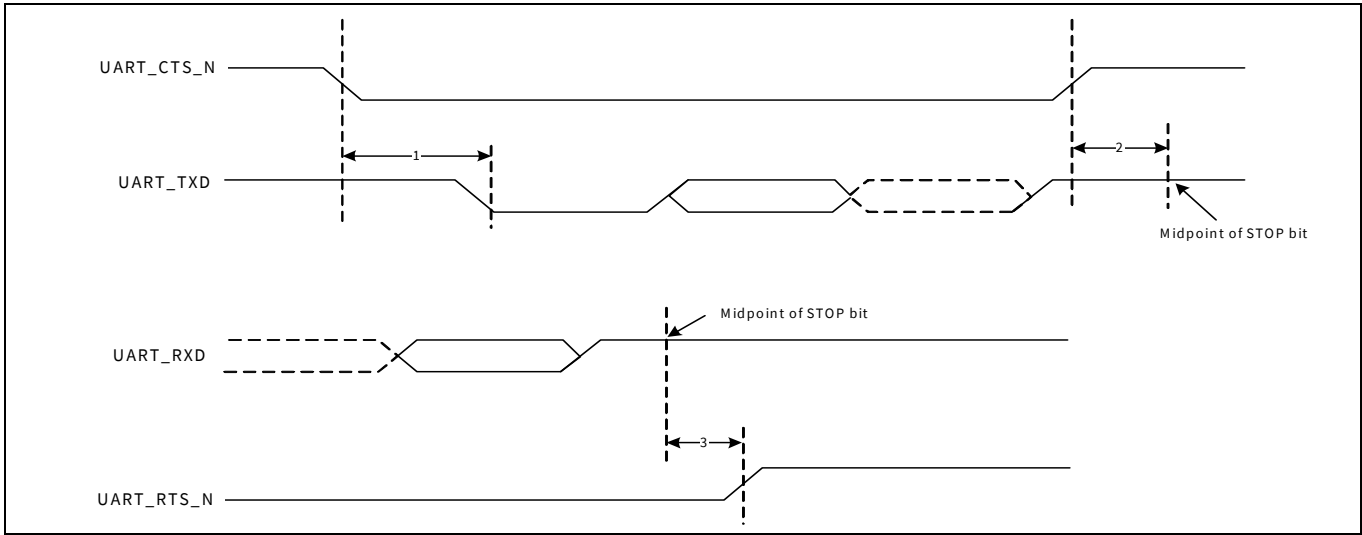 UART_CTS_N
1
2
UART_TXD
Midpoint of STOP bit
Midpoint of STOP bit
UART_RXD
3
UART_RTS_N